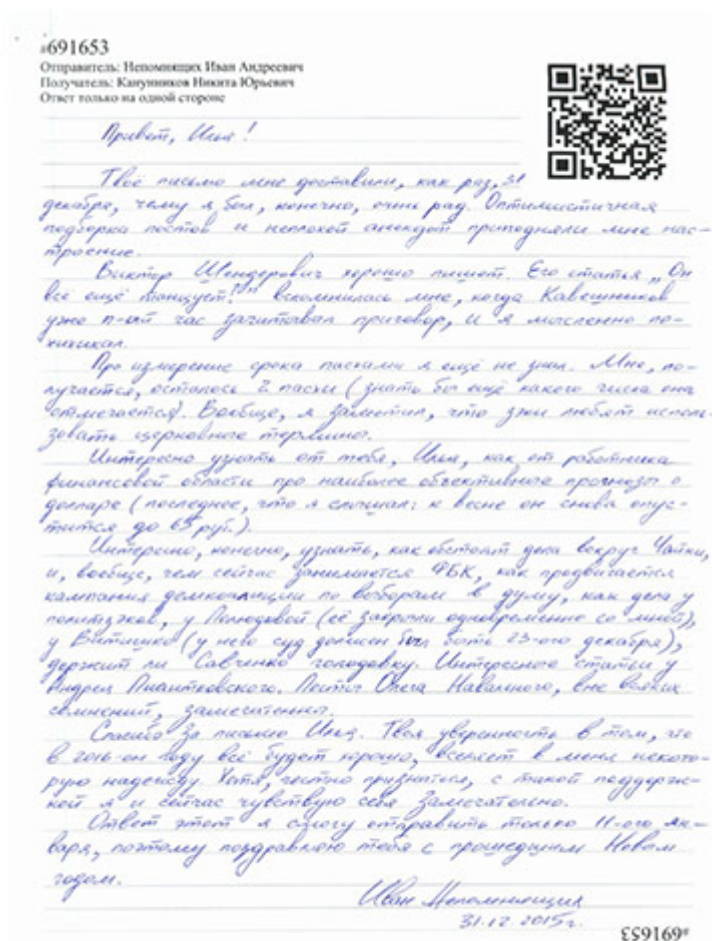 #691653
Отправитель: Непомнящих Иван Андреевич
Получатель: Канунников Никита Юрьевич
Ответ только на одной стороне
Привет, Илья!
Твоё письмо мне доставили, как раз, 31
декабря, чему я был, конечно, очень рад. Оптимистичная
подборка постов и неплохой анекдот приподняли мне нас-
троение.
Виктор Шендерович хорошо пишет. Его статья „Он
всё ещё танцует?" вспомнилась мне, когда Кавешников
уже n-ый час зачитывал приговор, и я мысленно по-
хихикал.
Про измерение срока пасхами я ещё не знал. Мне, по-
лучается, осталось 2 пасхи (знать бы ещё какого числа она
отмечается). Вообще, я заметил, что зэки любят исполь-
зовать церковные термины.
Интересно узнать от тебя, Илья, как от работника
финансовой области про наиболее объективные прогнозы о
долларе (последнее, что я слышал: к весне он снова опус-
тится до 65 руб.).
Интересно, конечно, узнать, как обстоят дела вокруг Чайки,
и, вообще, чем сейчас занимается ФБК, как продвигается
кампания демкоалиции по выборам в думу, как дела у
политзэков, у Полюдовой (её закрыли одновременно со мной),
у Витишко (у него суд должен был быть 23-ого декабря),
держит ли Савченко голодовку. Интересные статьи у
Андрея Пионтковского. Посты Олега Навального, вне всяких
сомнений, замечательны.
Спасибо за письмо Илья. Твоя уверенность в том, что
в 2016-ом году всё будет хорошо, вселяет в меня некото-
рую надежду. Хотя, честно признаться, с такой поддерж-
кой я и сейчас чувствую себя замечательно.
Ответ этот я смогу отправить только 11-ого ян-
варя, поэтому поздравляю тебя с прошедшим Новым
годом.
Иван Непомнящих
31.12.2015г.
#691653